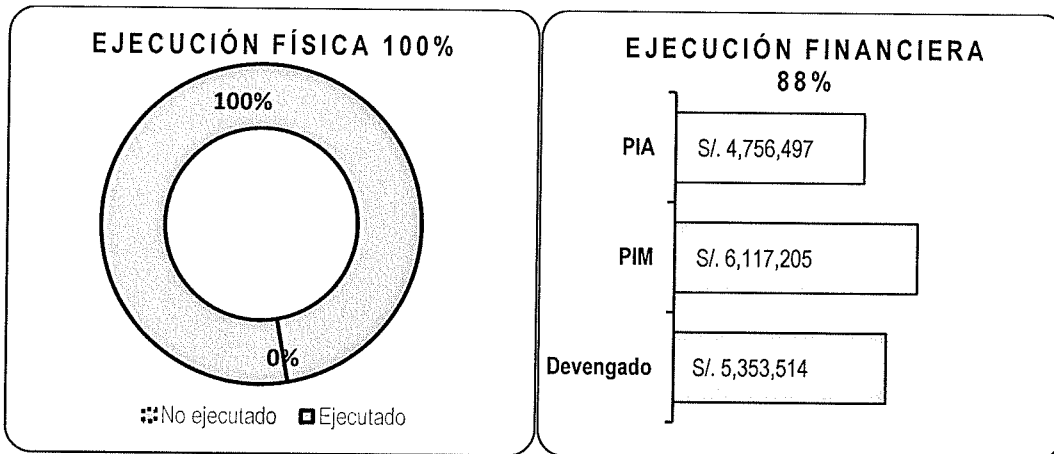 EJECUCIÓN FÍSICA 100%
100%
0%
No ejecutado Ejecutado
EJECUCIÓN FINANCIERA
88%
PIA S/. 4,756,497
PIM S/. 6,117,205
Devengado S/. 5,353,514